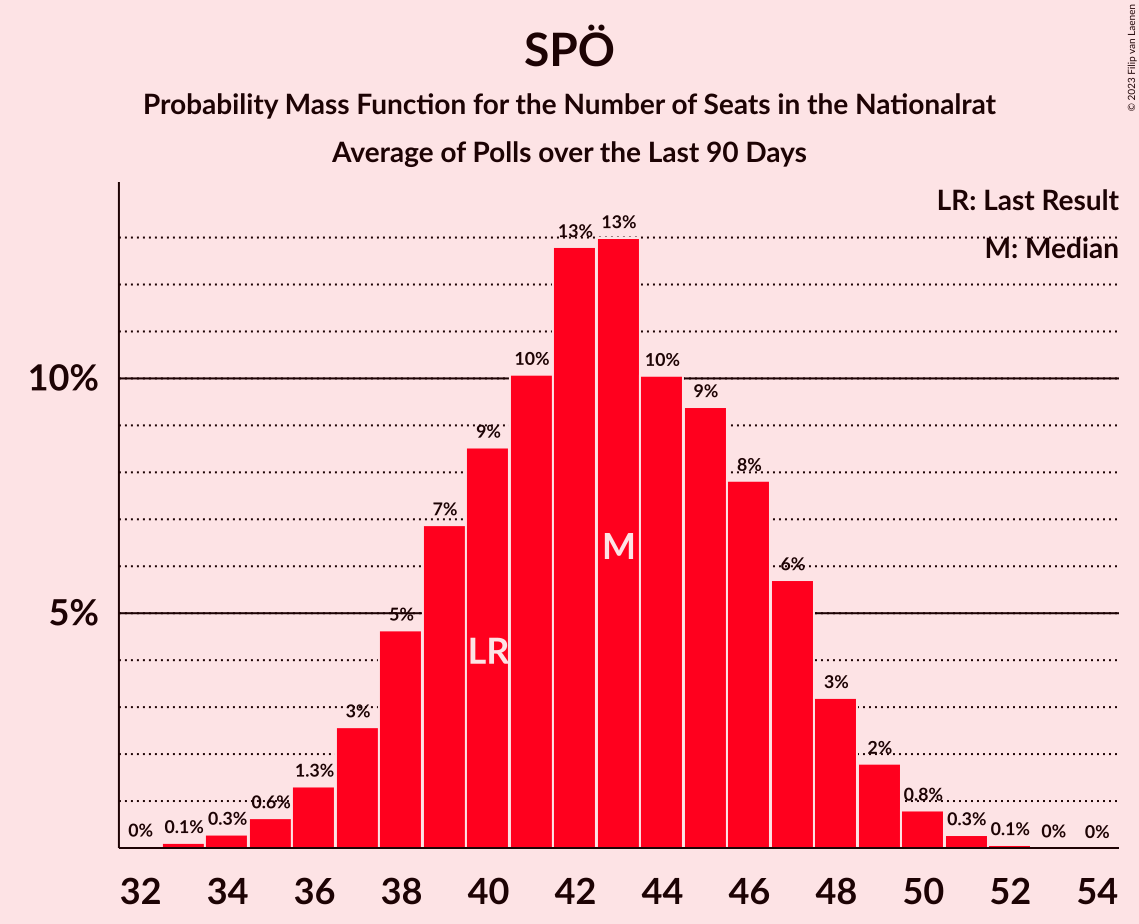 SPÖ
Probability Mass Function for the Number of Seats in the Nationalrat
Average of Polls over the Last 90 Days
© 2023 Filip van Laenen
LR: Last Result
M: Median
10%
5%
0%
0.1%
0.3%
0.6%
1.3%
3%
5%
7%
9%
10%
13%
13%
10%
9%
8%
6%
3%
2%
0.8%
0.3%
0.1%
0%
0%
LR
M
32 34 36 38 40 42 44 46 48 50 52 54